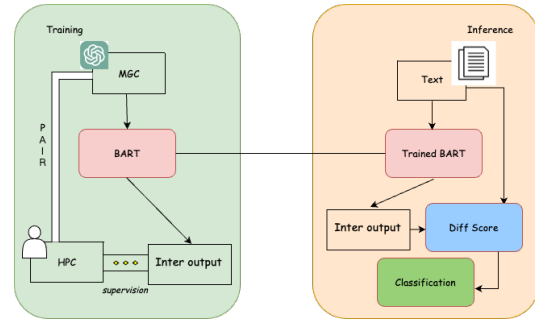 Training
MGC
P
A
I
R
BART
HPC
Inter output
supervision
Inference
Text
Trained BART
Inter output
Diff Score
Classification